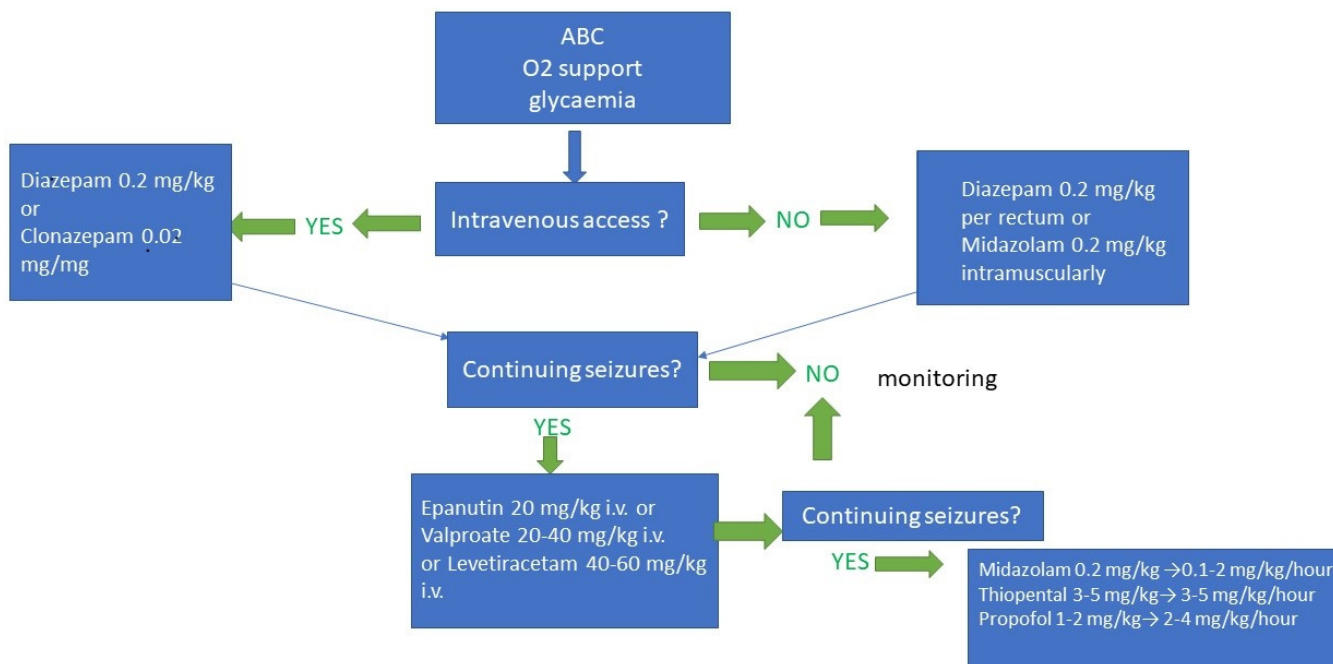 ABC
O2 support
glycaemia
Diazepam 0.2 mg/kg
or
Clonazepam 0.02
mg/mg
YES
Intravenous access ?
NO
Diazepam 0.2 mg/kg
per rectum or
Midazolam 0.2 mg/kg
intramuscularly
Continuing seizures?
NO
monitoring
YES
Epanutin 20 mg/kg i.v. or
Valproate 20-40 mg/kg i.v.
or Levetiracetam 40-60 mg/kg
i.v.
Continuing seizures?
YES
Midazolam 0.2 mg/kg →0.1-2 mg/kg/hour
Thiopental 3-5 mg/kg→ 3-5 mg/kg/hour
Propofol 1-2 mg/kg→ 2-4 mg/kg/hour